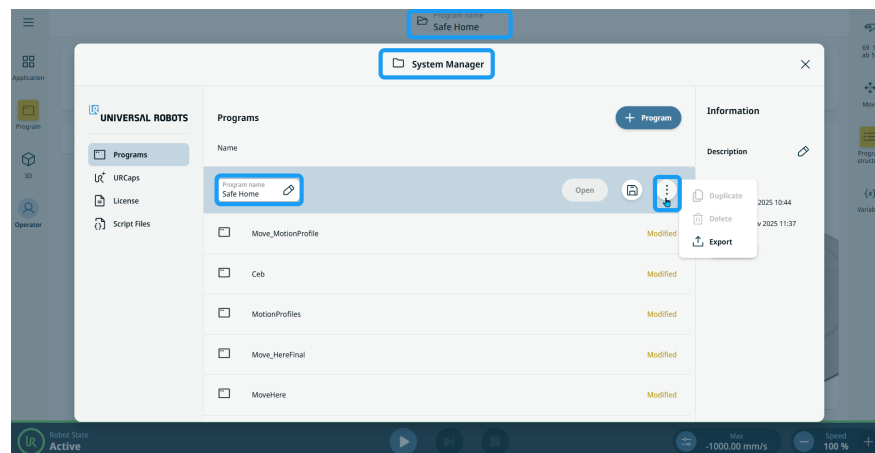 Program name
Safe Home
System Manager
Application
Program
3D
Operator
UNIVERSAL ROBOTS
Programs
URCaps
License
Script Files
Programs
+ Program
Name
Program name
Safe Home
Open
Move_MotionProfile
Modified
Ceb
Modified
MotionProfiles
Modified
Move_HereFinal
Modified
MoveHere
Modified
Information
Description
Duplicate
Delete
Export
2025 10:44
2025 11:37
Robot State
Active
Max
-1000.00 mm/s
Speed
100 %